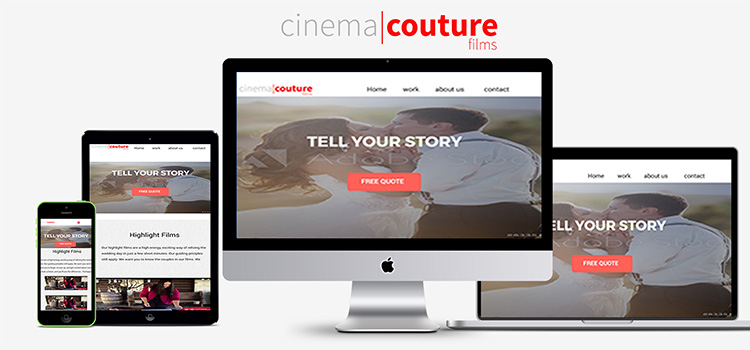 cinema|couture
films
cinema|couture
films
Home work about us contact
TELL YOUR STORY
Adobe Stock
FREE QUOTE
couture
Home work about us contact
TELL YOUR STORY
FREE QUOTE
Highlight Films
Our highlight films are a high energy exciting way of reliving the
wedding day in just a few short minutes. Our guiding principles
still apply. We want you to know the couples in our films. We
TELL YOUR STORY
Highlight Films
Home work about us contact
TELL YOUR STORY
FREE QUOTE